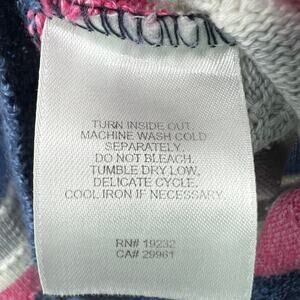 TURN INSIDE OUT.
MACHINE WASH COLD
SEPARATELY.
DO NOT BLEACH.
TUMBLE DRY LOW,
DELICATE CYCLE.
COOL IRON IF NECESSARY
RN# 19232
CA# 29961